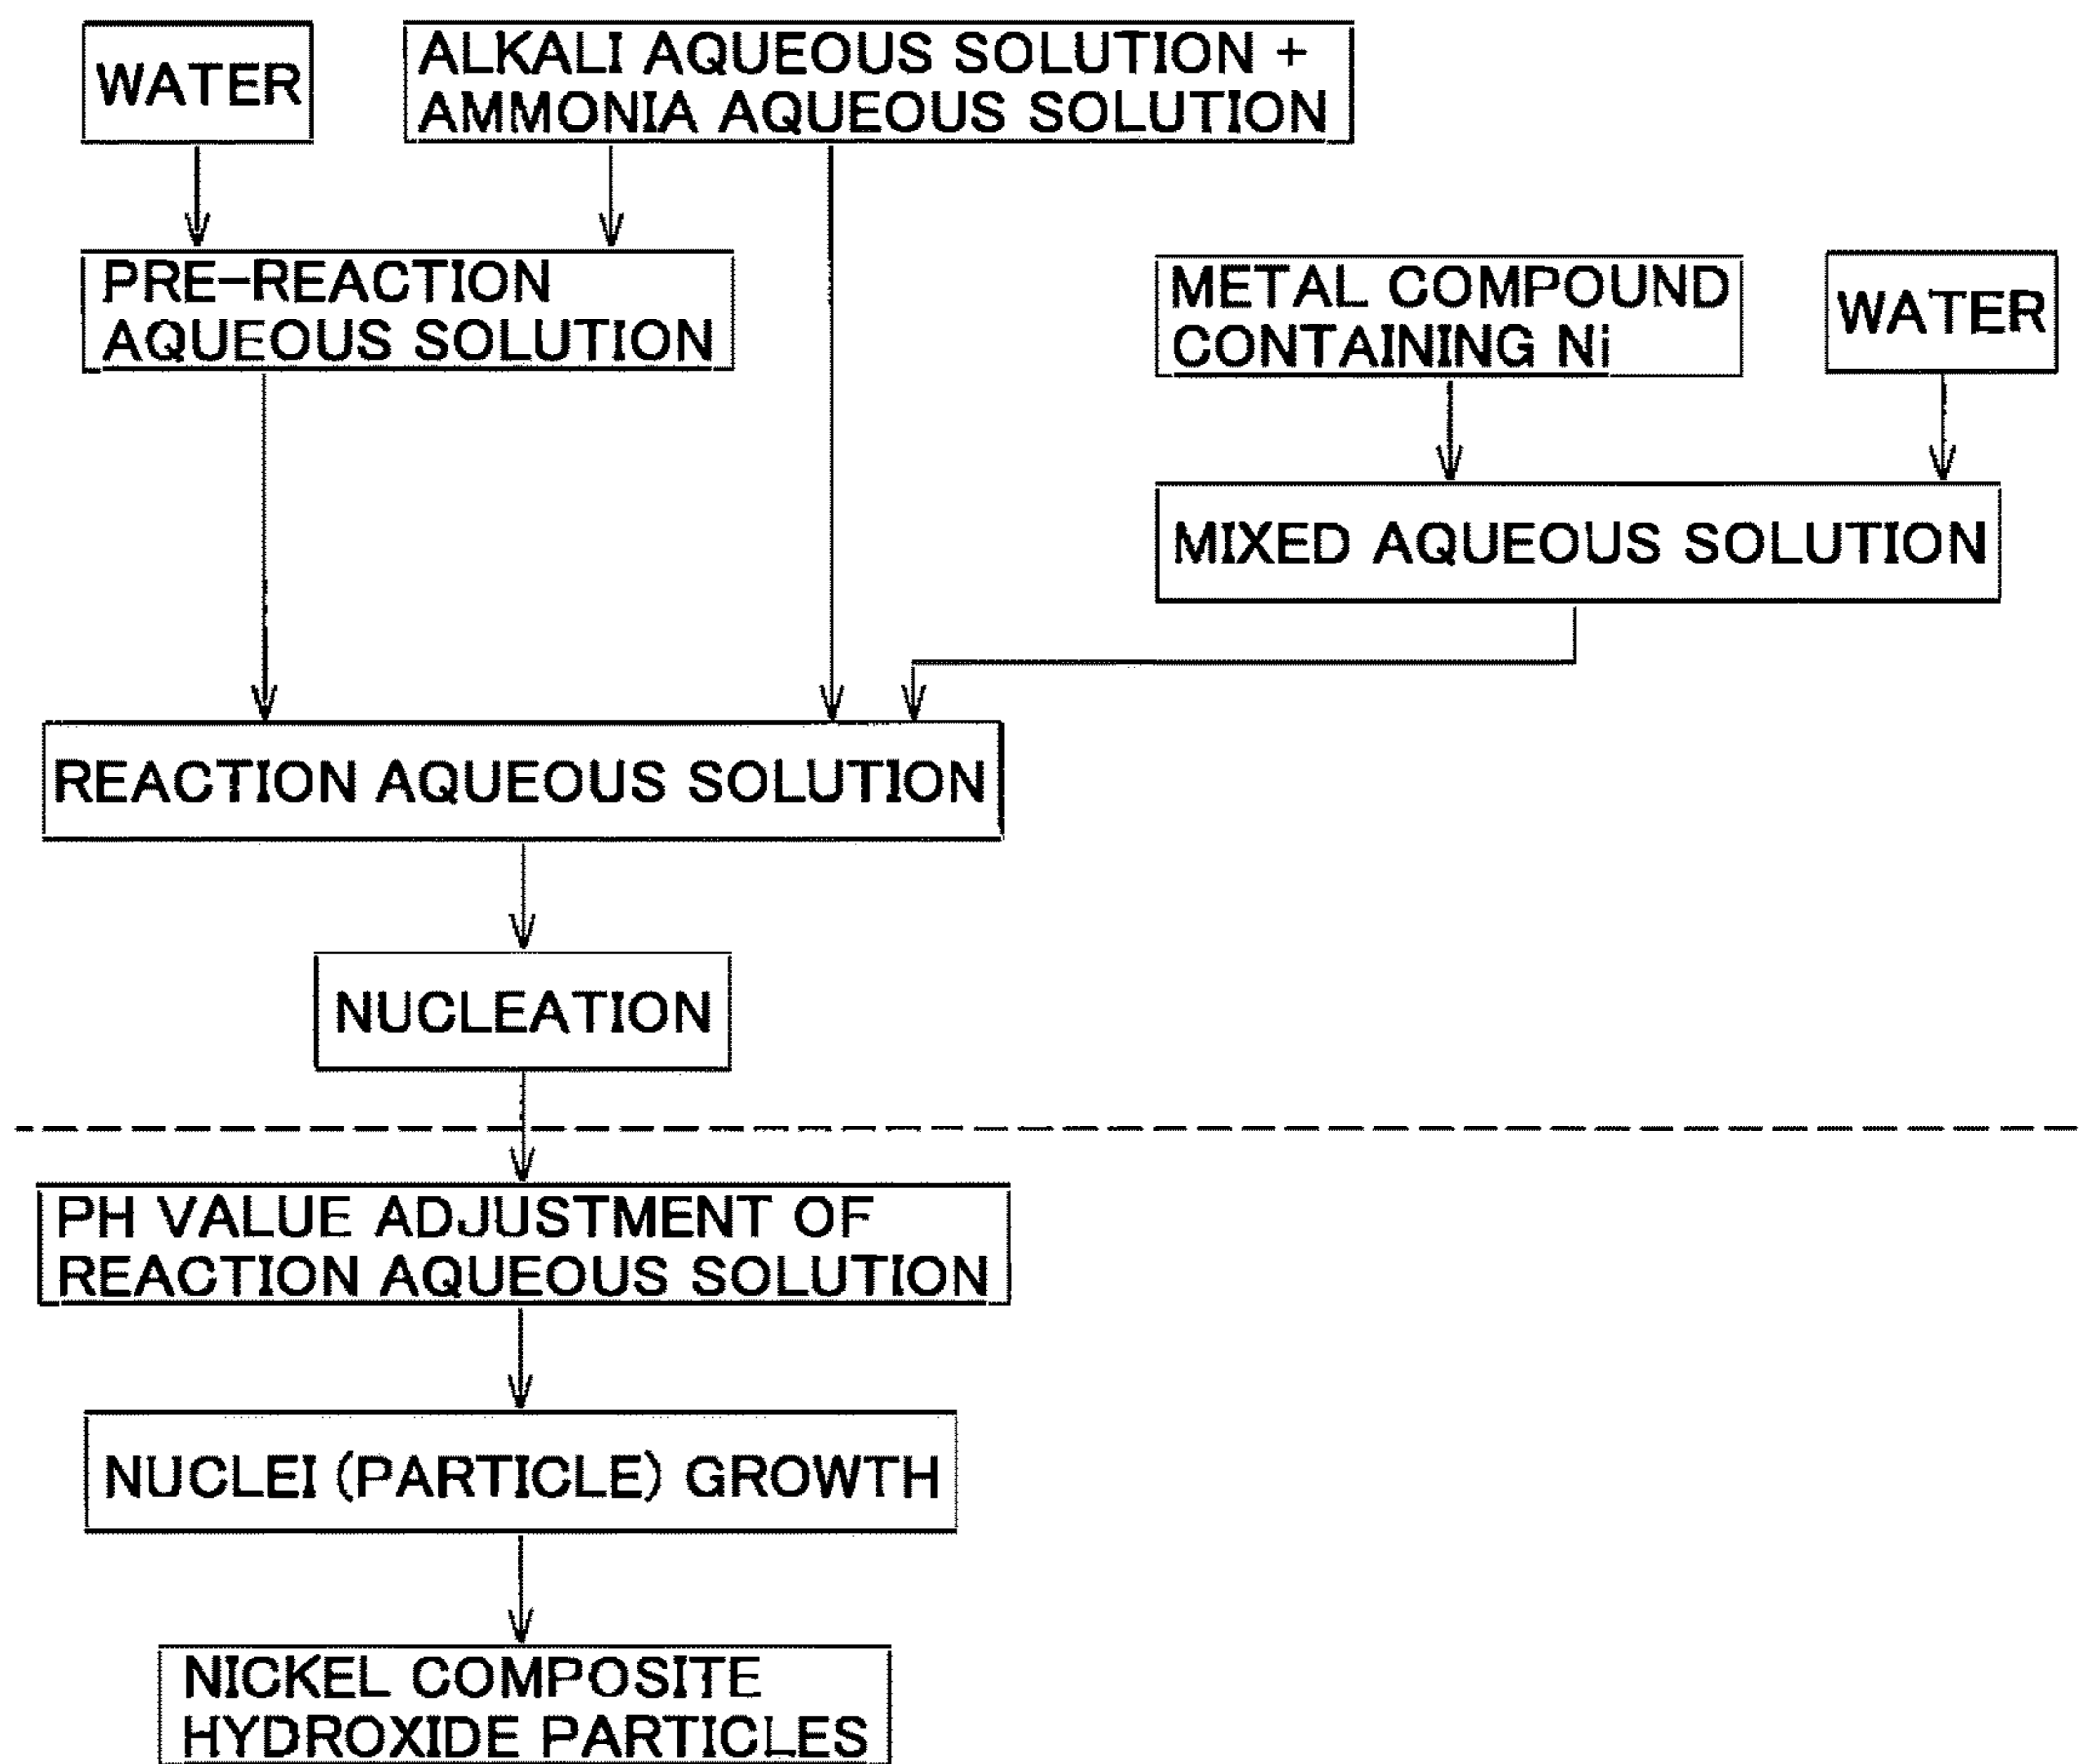 WATER
ALKALI AQUEOUS SOLUTION +
AMMONIA AQUEOUS SOLUTION
PRE-REACTION
AQUEOUS SOLUTION
METAL COMPOUND
CONTAINING Ni
WATER
MIXED AQUEOUS SOLUTION
REACTION AQUEOUS SOLUTION
NUCLEATION
PH VALUE ADJUSTMENT OF
REACTION AQUEOUS SOLUTION
NUCLEI (PARTICLE) GROWTH
NICKEL COMPOSITE
HYDROXIDE PARTICLES